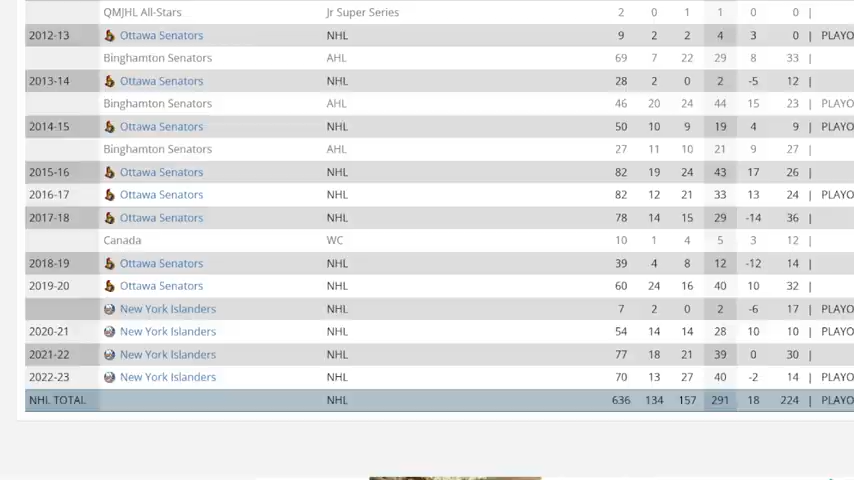 QMJHL All-Stars Jr Super Series 2 0 1 1 0 0 |
2012-13 Ottawa Senators NHL 9 2 2 4 3 0 | PLAYO
Binghamton Senators AHL 69 7 22 29 8 33 |
2013-14 Ottawa Senators NHL 28 2 0 2 -5 12 |
Binghamton Senators AHL 46 20 24 44 15 23 | PLAYO
2014-15 Ottawa Senators NHL 50 10 9 19 4 9 | PLAYO
Binghamton Senators AHL 27 11 10 21 9 27 |
2015-16 Ottawa Senators NHL 82 19 24 43 17 26 |
2016-17 Ottawa Senators NHL 82 12 21 33 13 24 | PLAYO
2017-18 Ottawa Senators NHL 78 14 15 29 -14 36 |
Canada WC 10 1 4 5 3 12 |
2018-19 Ottawa Senators NHL 39 4 8 12 -12 14 |
2019-20 Ottawa Senators NHL 60 24 16 40 10 32 |
New York Islanders NHL 7 2 0 2 -6 17 | PLAYO
2020-21 New York Islanders NHL 54 14 14 28 10 10 | PLAYO
2021-22 New York Islanders NHL 77 18 21 39 0 30 |
2022-23 New York Islanders NHL 70 13 27 40 -2 14 | PLAYO
NHL TOTAL NHL 636 134 157 291 18 224 | PLAYO